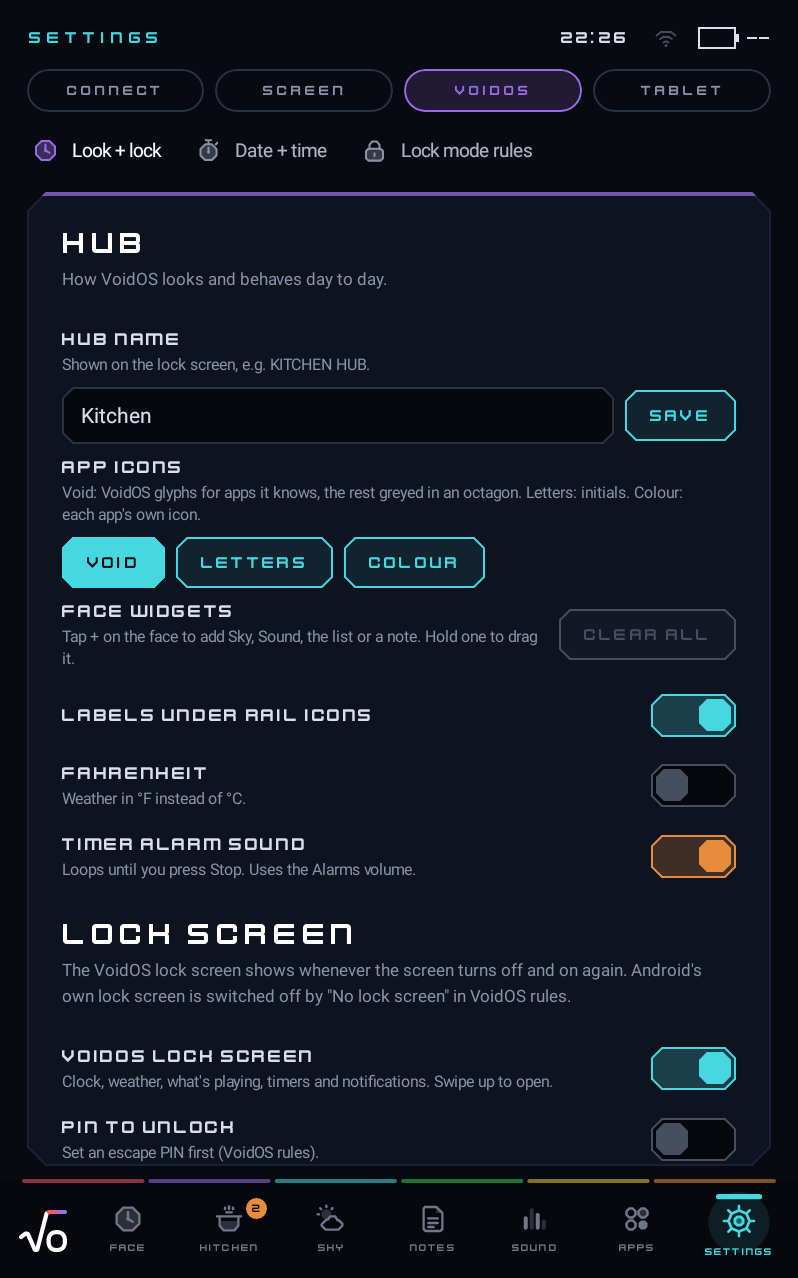 SETTINGS
22:26
--
CONNECT
SCREEN
VOIDOS
TABLET
Look + lock
Date + time
Lock mode rules
HUB
How VoidOS looks and behaves day to day.
HUB NAME
Shown on the lock screen, e.g. KITCHEN HUB.
Kitchen
SAVE
APP ICONS
Void: VoidOS glyphs for apps it knows, the rest greyed in an octagon. Letters: initials. Colour:
each app's own icon.
VOID
LETTERS
COLOUR
FACE WIDGETS
Tap + on the face to add Sky, Sound, the list or a note. Hold one to drag
it.
CLEAR ALL
LABELS UNDER RAIL ICONS
FAHRENHEIT
Weather in °F instead of °C.
TIMER ALARM SOUND
Loops until you press Stop. Uses the Alarms volume.
LOCK SCREEN
The VoidOS lock screen shows whenever the screen turns off and on again. Android's
own lock screen is switched off by "No lock screen" in VoidOS rules.
VOIDOS LOCK SCREEN
Clock, weather, what's playing, timers and notifications. Swipe up to open.
PIN TO UNLOCK
Set an escape PIN first (VoidOS rules).
FACE
2
KITCHEN
SKY
NOTES
SOUND
APPS
SETTINGS